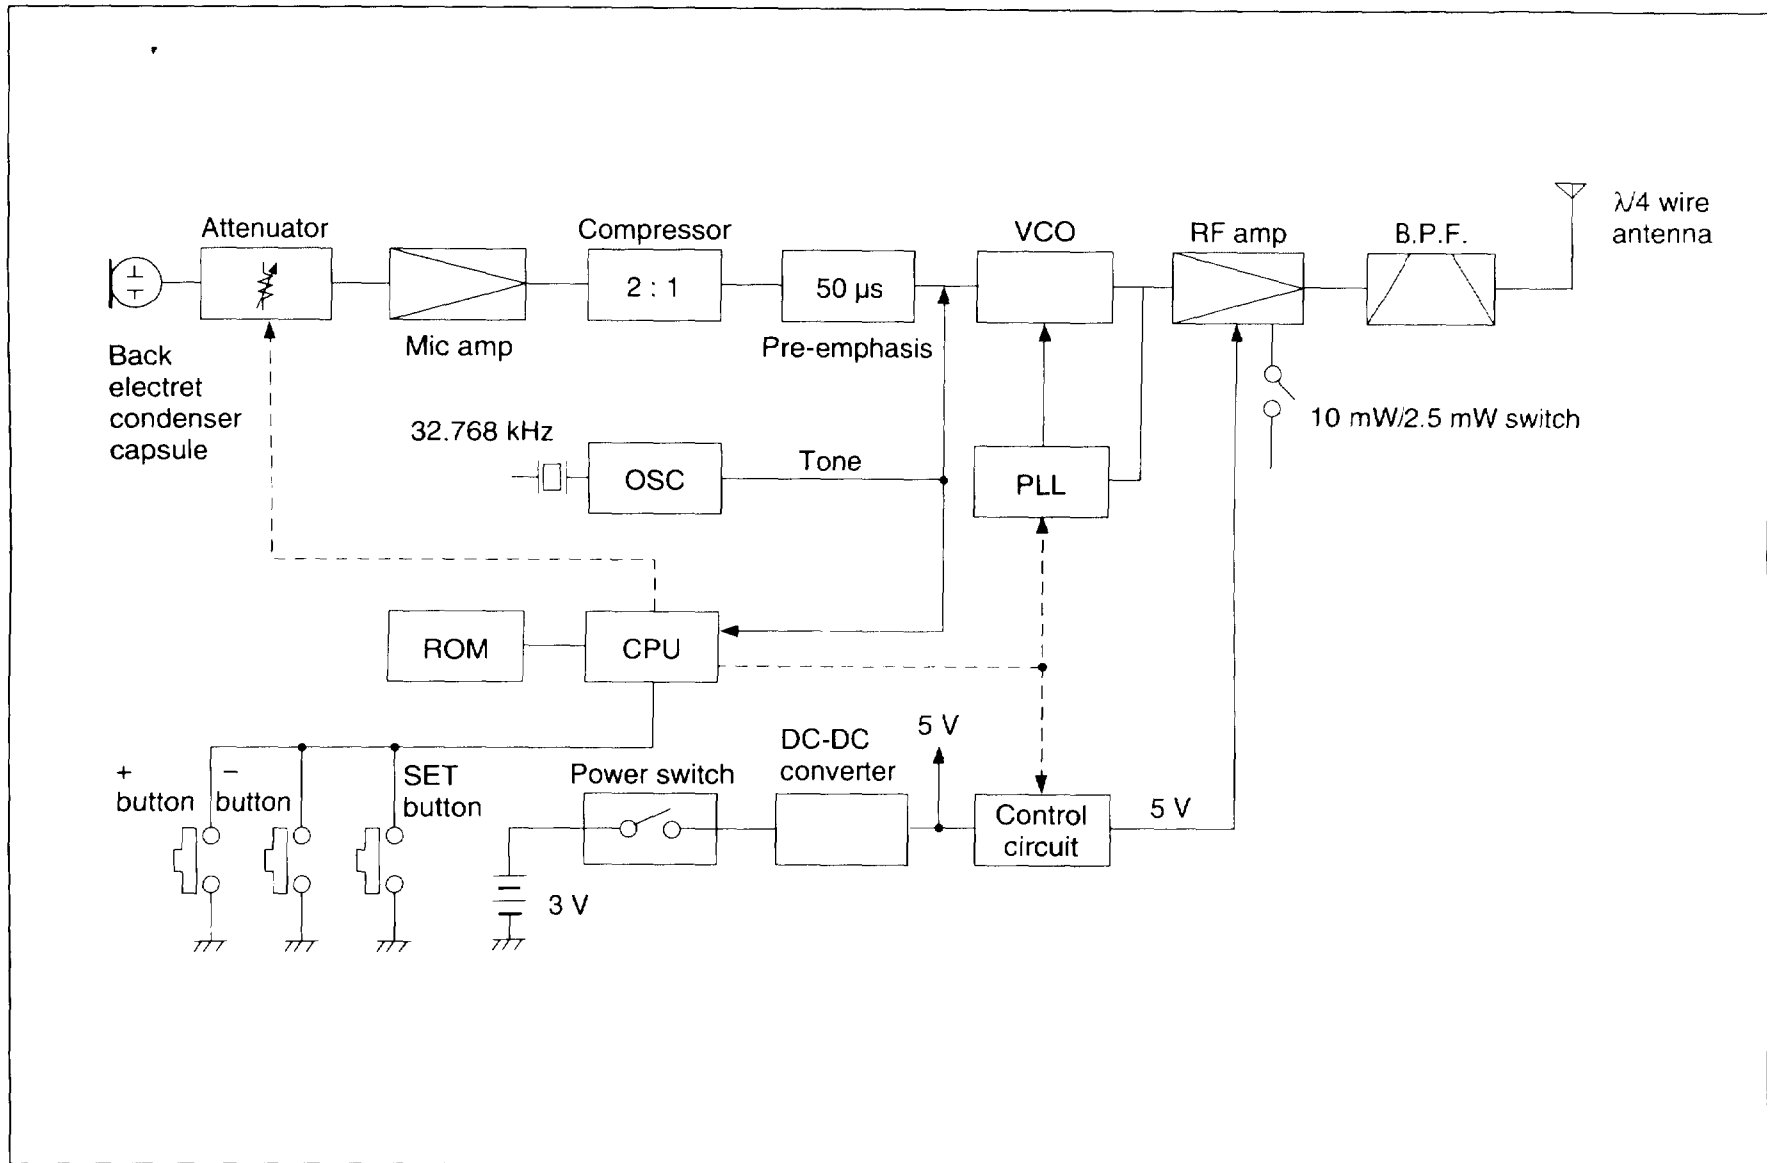 Attenuator
Compressor
VCO
RF amp
B.P.F.
λ/4 wire
antenna
2 : 1
50 µs
Back
electret
condenser
capsule
Mic amp
Pre-emphasis
10 mW/2.5 mW switch
32.768 kHz
OSC
Tone
PLL
ROM
CPU
+
button
−
button
SET
button
Power switch
DC-DC
converter
5 V
Control
circuit
5 V
3 V